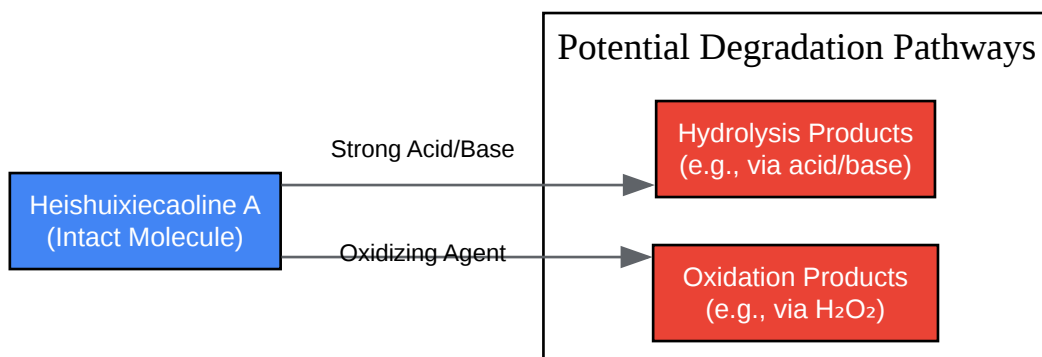 Potential Degradation Pathways
Strong Acid/Base
Hydrolysis Products
(e.g., via acid/base)
Heishuixiecaoline A
(Intact Molecule)
Oxidizing Agent
Oxidation Products
(e.g., via H₂O₂)